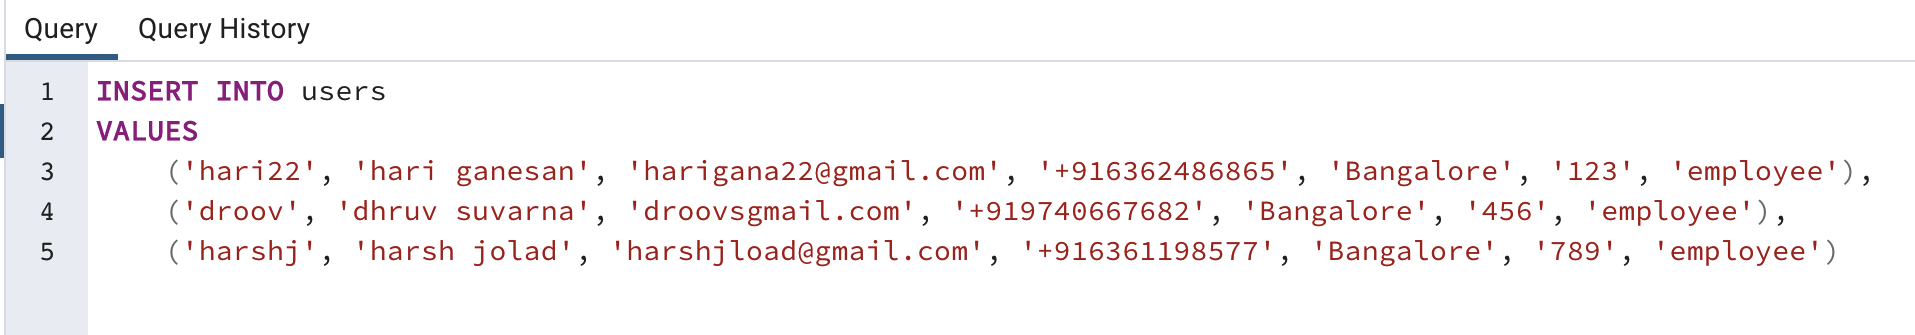 Query Query History
1 INSERT INTO users
2 VALUES
3 ('hari22', 'hari ganesan', 'harigana22@gmail.com', '+916362486865', 'Bangalore', '123', 'employee'),
4 ('droov', 'dhruv suvarna', 'droovsgmail.com', '+919740667682', 'Bangalore', '456', 'employee'),
5 ('harshj', 'harsh jolad', 'harshjload@gmail.com', '+916361198577', 'Bangalore', '789', 'employee')